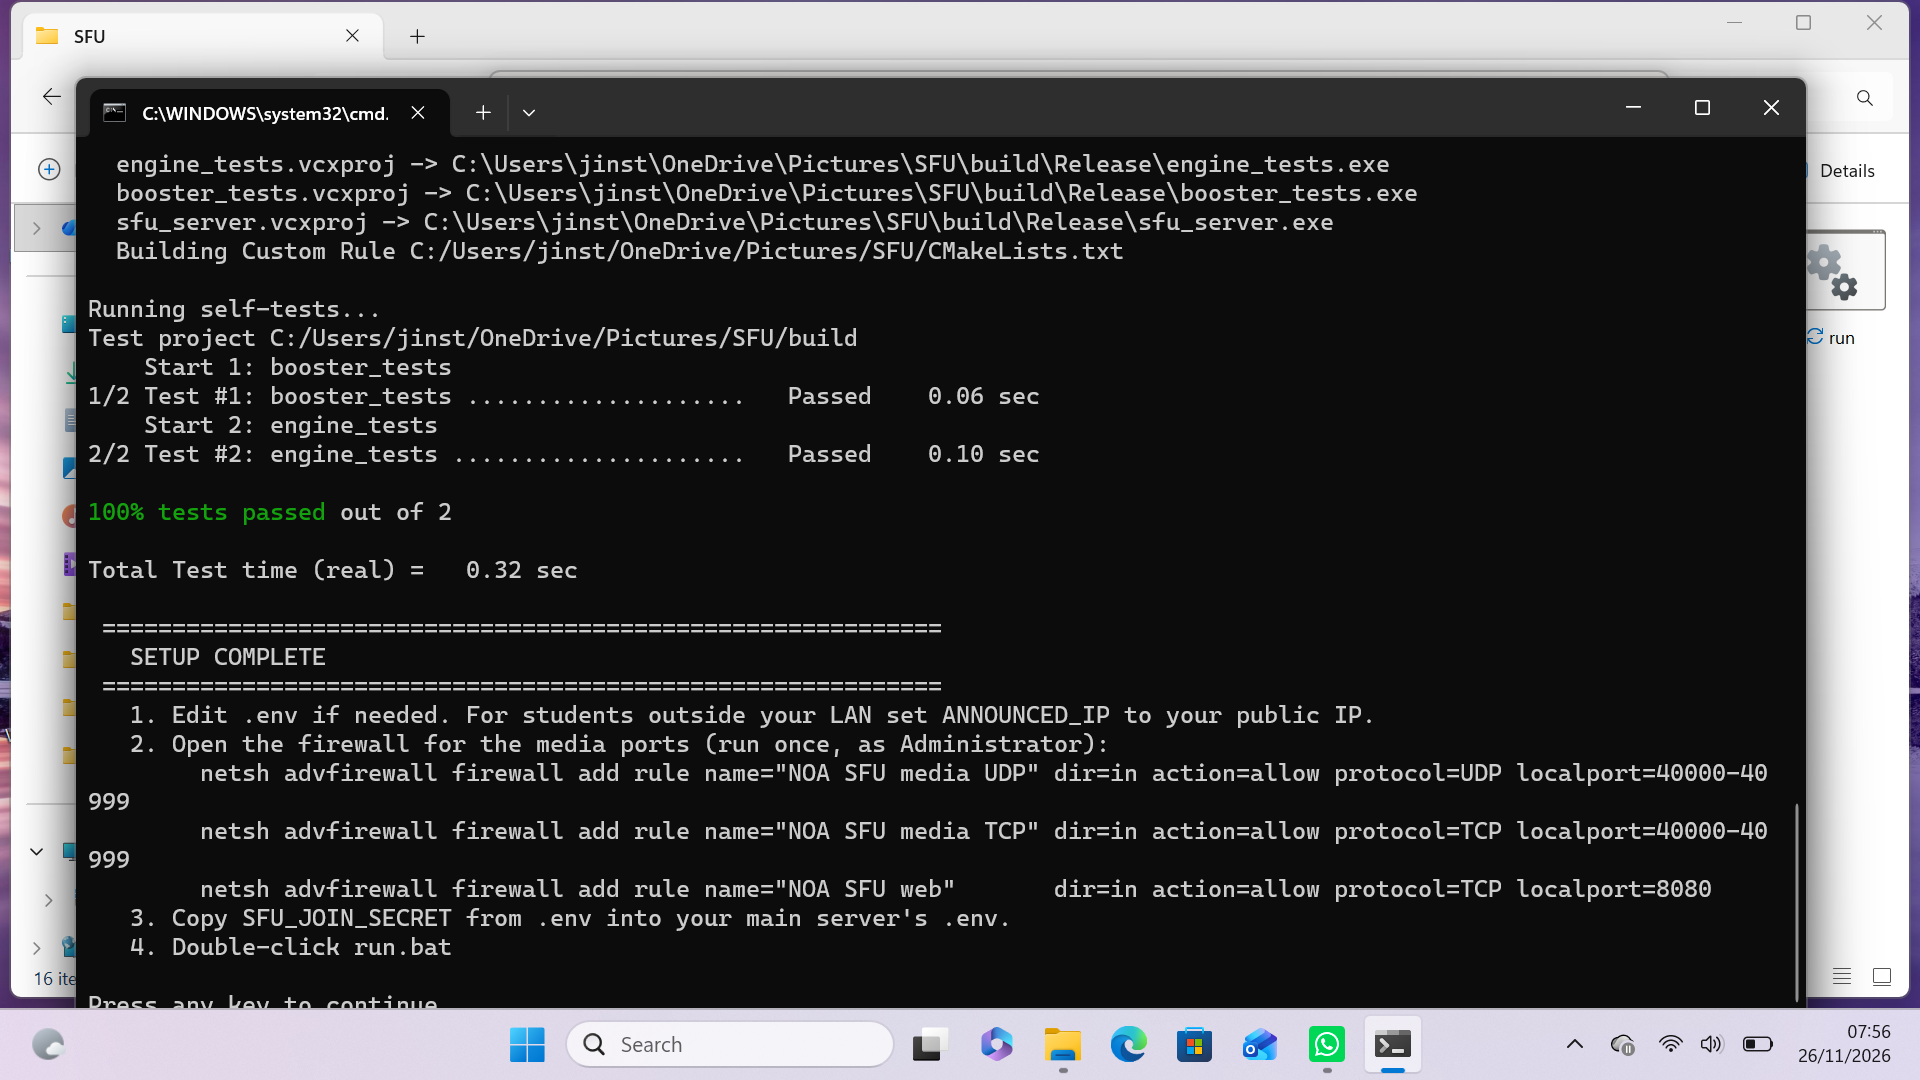 SFU
C:\WINDOWS\system32\cmd.
Details
run
engine_tests.vcxproj -> C:\Users\jinst\OneDrive\Pictures\SFU\build\Release\engine_tests.exe
booster_tests.vcxproj -> C:\Users\jinst\OneDrive\Pictures\SFU\build\Release\booster_tests.exe
sfu_server.vcxproj -> C:\Users\jinst\OneDrive\Pictures\SFU\build\Release\sfu_server.exe
Building Custom Rule C:/Users/jinst/OneDrive/Pictures/SFU/CMakeLists.txt
Running self-tests...
Test project C:/Users/jinst/OneDrive/Pictures/SFU/build
Start 1: booster_tests
1/2 Test #1: booster_tests ....................   Passed    0.06 sec
Start 2: engine_tests
2/2 Test #2: engine_tests .....................   Passed    0.10 sec
100% tests passed out of 2
Total Test time (real) =   0.32 sec
============================================================
SETUP COMPLETE
============================================================
1. Edit .env if needed. For students outside your LAN set ANNOUNCED_IP to your public IP.
2. Open the firewall for the media ports (run once, as Administrator):
netsh advfirewall firewall add rule name="NOA SFU media UDP" dir=in action=allow protocol=UDP localport=40000-40
999
netsh advfirewall firewall add rule name="NOA SFU media TCP" dir=in action=allow protocol=TCP localport=40000-40
999
netsh advfirewall firewall add rule name="NOA SFU web"       dir=in action=allow protocol=TCP localport=8080
3. Copy SFU_JOIN_SECRET from .env into your main server's .env.
4. Double-click run.bat
Press any key to continue
16 ite
Search
07:56
26/11/2026